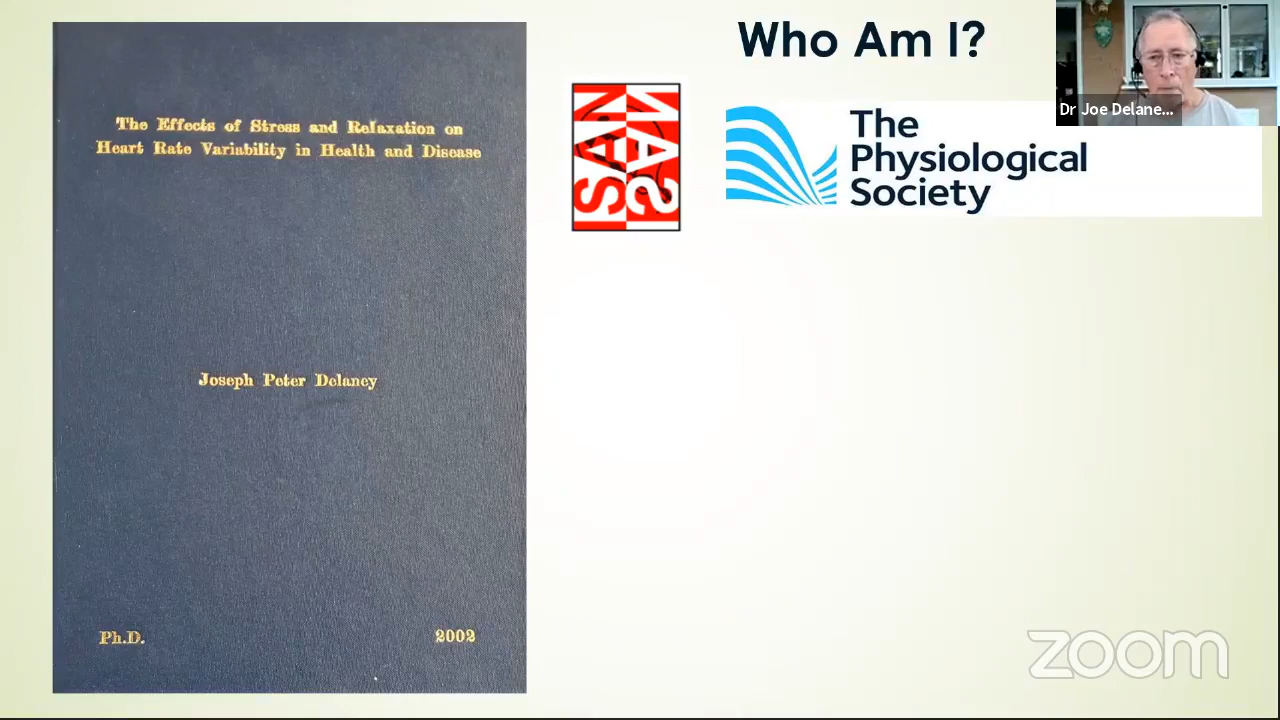 Who Am I?
The Effects of Stress and Relaxation on
Heart Rate Variability in Health and Disease
Joseph Peter Delaney
Ph.D.
2002
The
Physiological
Society
Dr Joe Delane...
zoom